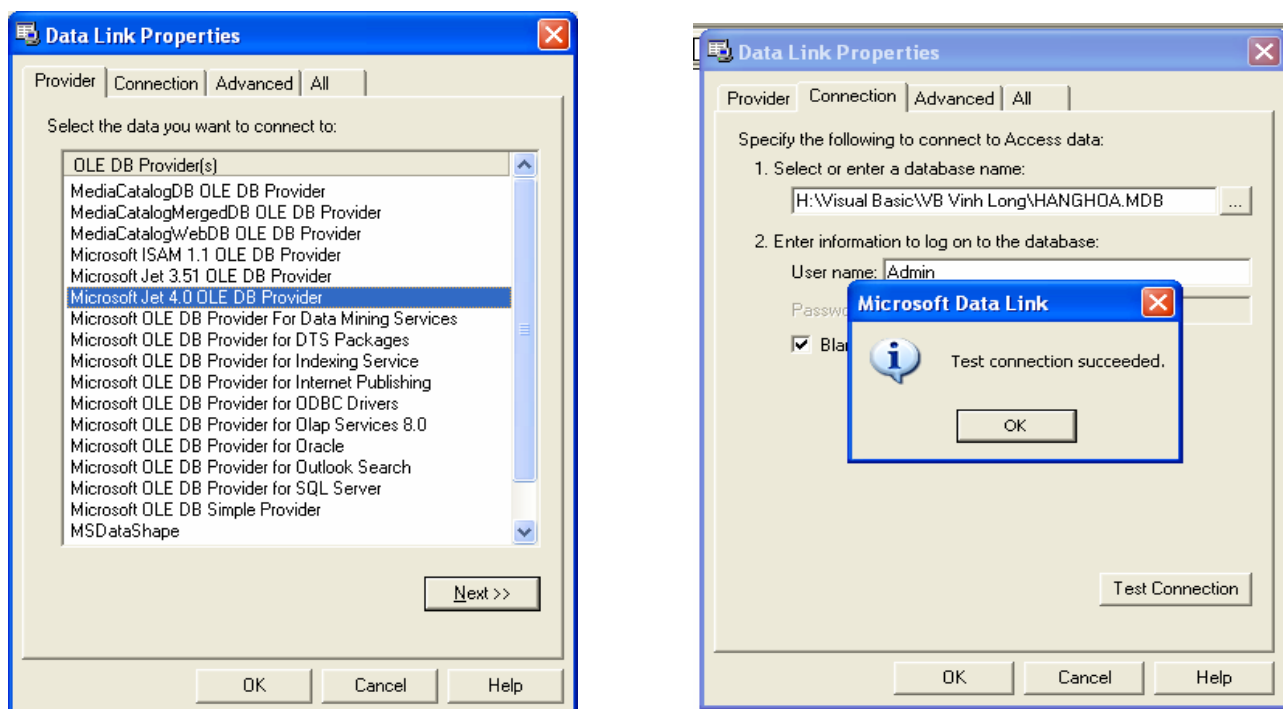 Data Link Properties
Provider Connection Advanced All
Select the data you want to connect to:
OLE DB Provider(s)
MediaCatalogDB OLE DB Provider
MediaCatalogMergedDB OLE DB Provider
MediaCatalogWebDB OLE DB Provider
Microsoft ISAM 1.1 OLE DB Provider
Microsoft Jet 3.51 OLE DB Provider
Microsoft Jet 4.0 OLE DB Provider
Microsoft OLE DB Provider For Data Mining Services
Microsoft OLE DB Provider for DTS Packages
Microsoft OLE DB Provider for Indexing Service
Microsoft OLE DB Provider for Internet Publishing
Microsoft OLE DB Provider for ODBC Drivers
Microsoft OLE DB Provider for Olap Services 8.0
Microsoft OLE DB Provider for Oracle
Microsoft OLE DB Provider for Outlook Search
Microsoft OLE DB Provider for SQL Server
Microsoft OLE DB Simple Provider
MSDataShape
Next >>
OK Cancel Help
Data Link Properties
Provider Connection Advanced All
Specify the following to connect to Access data:
1. Select or enter a database name:
H:\Visual Basic\VB Vinh Long\HANGHOA.MDB ...
2. Enter information to log on to the database:
User name: Admin
Microsoft Data Link
Test connection succeeded.
OK
Test Connection
OK Cancel Help